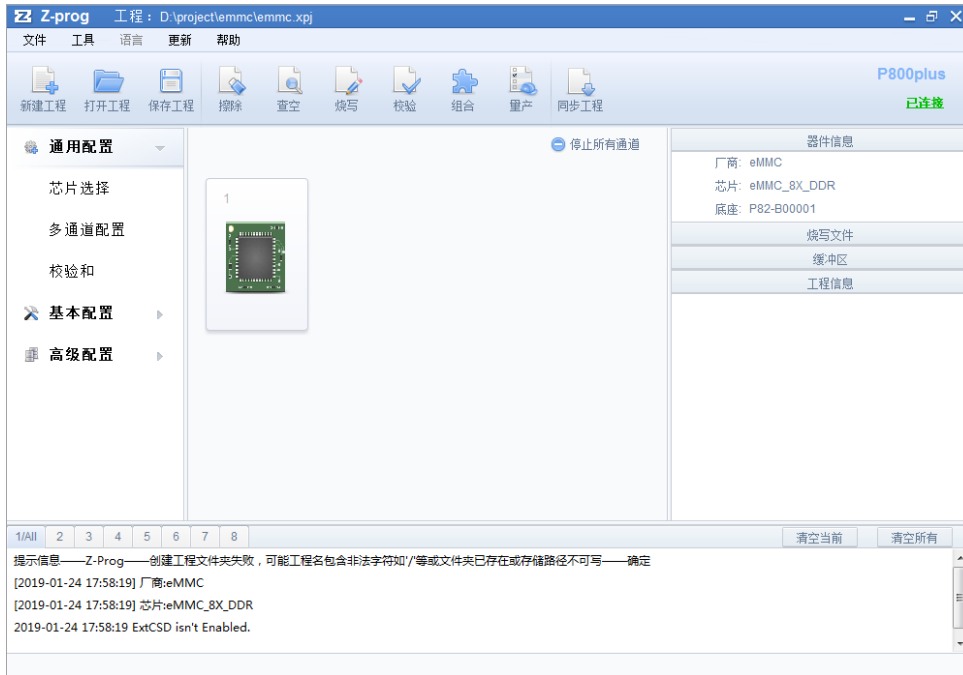 Z-prog 工程：D:\project\emmc\emmc.xpj
文件 工具 语言 更新 帮助
新建工程 打开工程 保存工程 擦除 查空 烧写 校验 组合 量产 同步工程
P800plus
已连接
通用配置
芯片选择
多通道配置
校验和
基本配置
高级配置
停止所有通道
1
器件信息
厂商: eMMC
芯片: eMMC_8X_DDR
底座: P82-B00001
烧写文件
缓冲区
工程信息
1/All 2 3 4 5 6 7 8 清空当前 清空所有
提示信息——Z-Prog——创建工程文件夹失败，可能工程名包含非法字符如'/'等或文件夹已存在或存储路径不可写——确定
[2019-01-24 17:58:19] 厂商:eMMC
[2019-01-24 17:58:19] 芯片:eMMC_8X_DDR
2019-01-24 17:58:19 ExtCSD isn't Enabled.